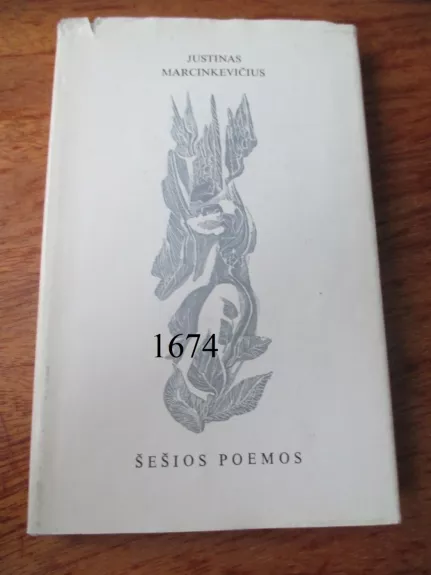 JUSTINAS
MARCINKEVIČIUS
1674
ŠEŠIOS POEMOS